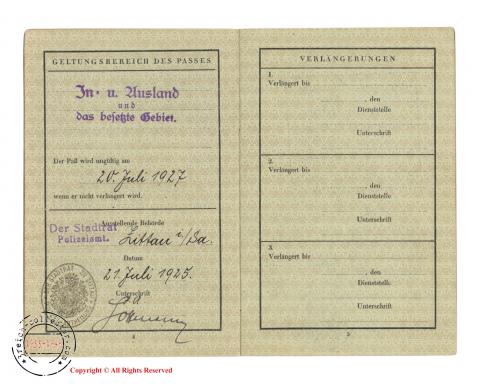 GELTUNGSBEREICH DES PASSES
In- u. Ausland
und
das besetzte Gebiet.
Der Paß wird ungültig am
20. Juli 1927
wenn er nicht verlängert wird.
Ausstellende Behörde
Der Stadtrat
Polizeiamt.
Zittau i/Sa.
Datum
21. Juli 1925.
Unterschrift
4
VERLÄNGERUNGEN
1.
Verlängert bis
, den
Dienststelle
Unterschrift
2.
Verlängert bis
, den
Dienststelle
Unterschrift
3.
Verlängert bis
, den
Dienststelle
Unterschrift
5
Copyright © All Rights Reserved